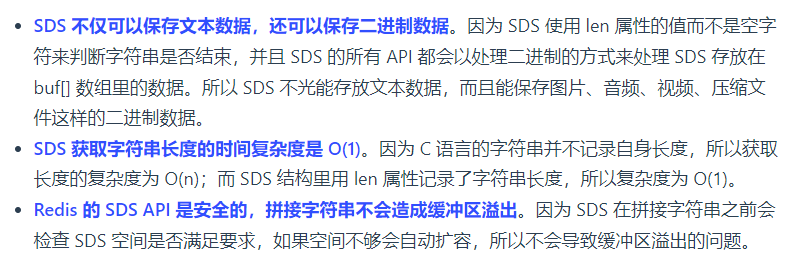 • SDS 不仅可以保存文本数据，还可以保存二进制数据。因为 SDS 使用 len 属性的值而不是空字
符来判断字符串是否结束，并且 SDS 的所有 API 都会以处理二进制的方式来处理 SDS 存放在
buf[] 数组里的数据。所以 SDS 不光能存放文本数据，而且能保存图片、音频、视频、压缩文
件这样的二进制数据。
• SDS 获取字符串长度的时间复杂度是 O(1)。因为 C 语言的字符串并不记录自身长度，所以获取
长度的复杂度为 O(n)；而 SDS 结构里用 len 属性记录了字符串长度，所以复杂度为 O(1)。
• Redis 的 SDS API 是安全的，拼接字符串不会造成缓冲区溢出。因为 SDS 在拼接字符串之前会
检查 SDS 空间是否满足要求，如果空间不够会自动扩容，所以不会导致缓冲区溢出的问题。